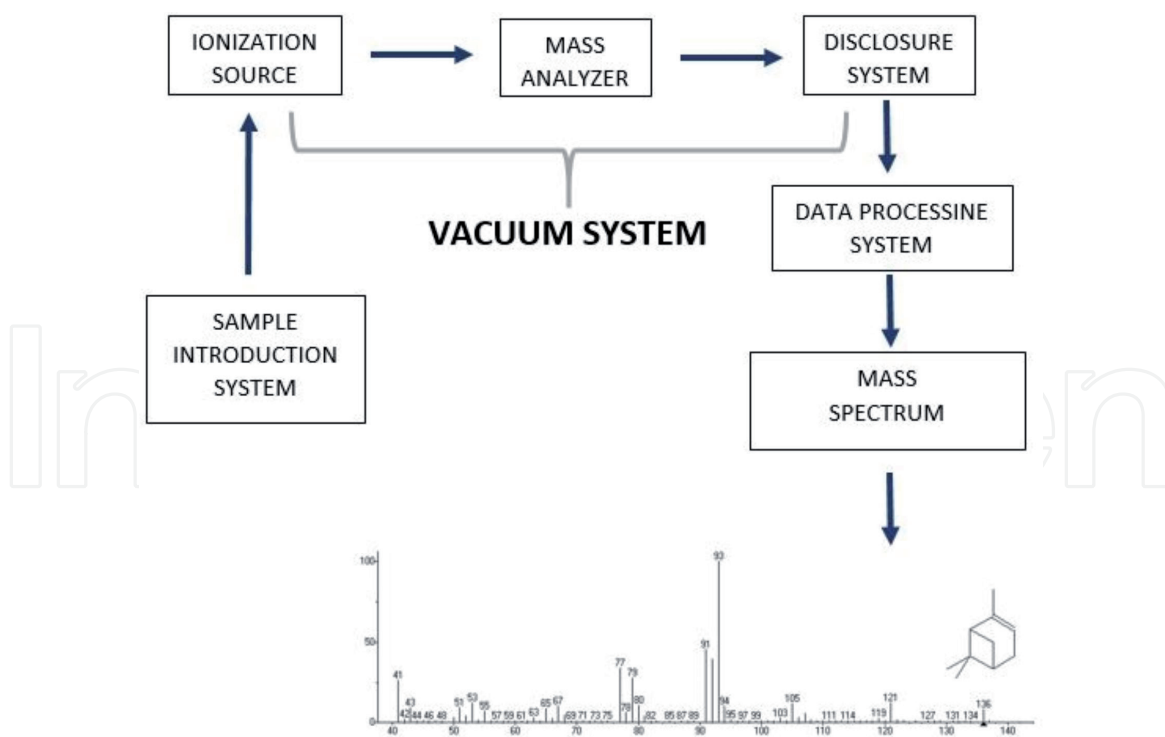 IONIZATION
SOURCE
MASS
ANALYZER
DISCLOSURE
SYSTEM
VACUUM SYSTEM
DATA PROCESSINE
SYSTEM
SAMPLE
INTRODUCTION
SYSTEM
MASS
SPECTRUM
100
50
0
41
42
43
44 46 48
51
53
55
57 59 61
63
65
67
69 71 73 75
77
78
79
80
82
85 87 89
91
93
94
95 97 99
103
105
111 114
119
121
127
131 134
136
40 50 60 70 80 90 100 110 120 130 140